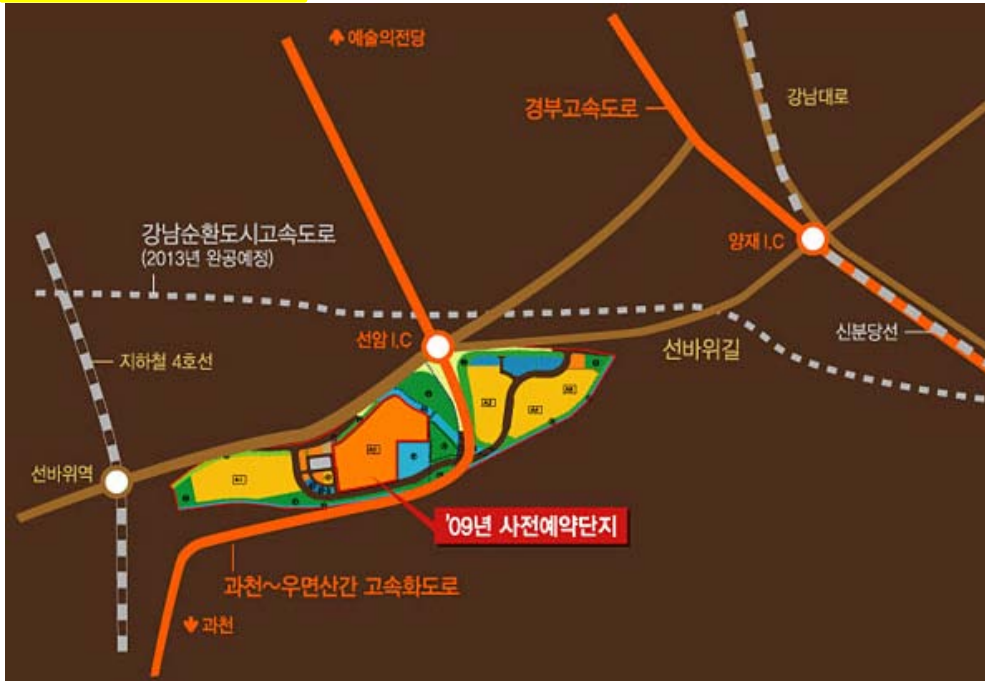 예술의전당
경부고속도로
강남대로
강남순환도시고속도로
(2013년 완공예정)
양재 I.C
선암 I.C
신분당선
선바위길
지하철 4호선
선바위역
'09년 사전예약단지
과천~우면산간 고속화도로
과천